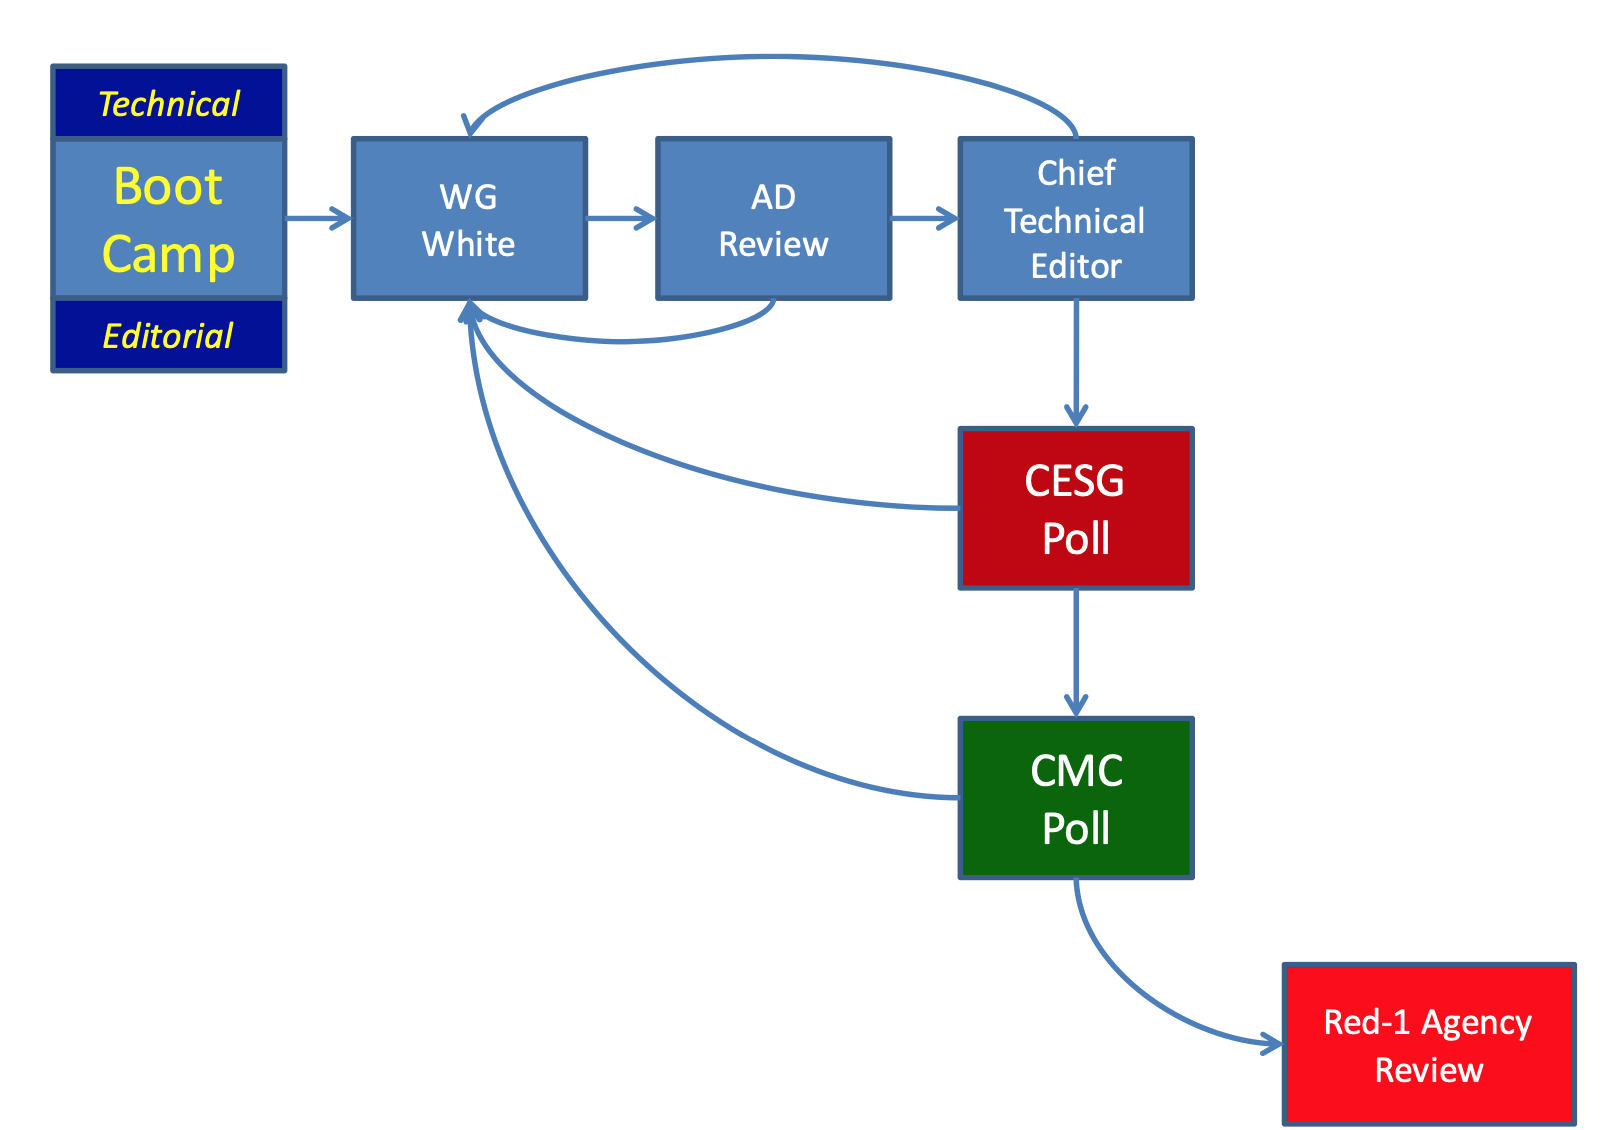 Technical
Boot
Camp
Editorial
WG
White
AD
Review
Chief
Technical
Editor
CESG
Poll
CMC
Poll
Red-1 Agency
Review